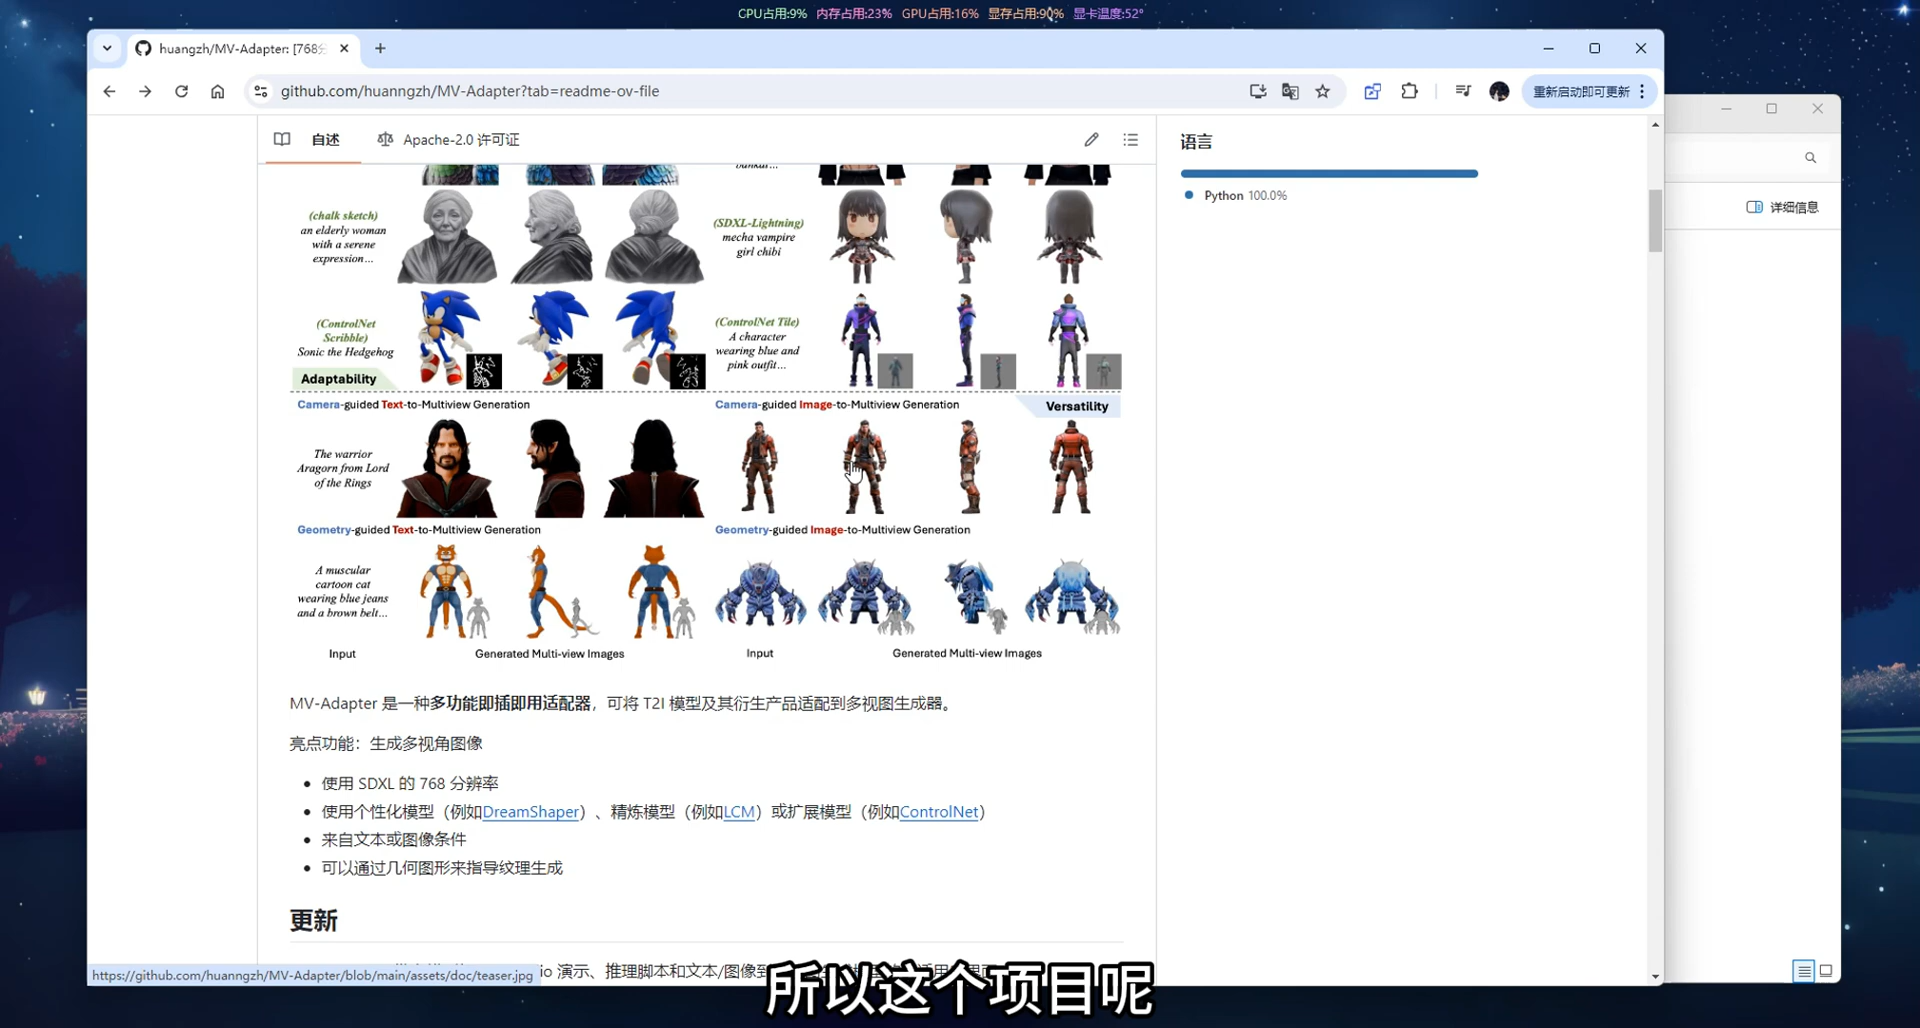 CPU占用:9% 内存占用:23% GPU占用:16% 显存占用:90% 显卡温度:52°
huangzh/MV-Adapter: [768分
github.com/huanngzh/MV-Adapter?tab=readme-ov-file
重新启动即可更新
自述
Apache-2.0 许可证
语言
Python 100.0%
详细信息
bankai…
(chalk sketch)
an elderly woman
with a serene
expression…
(SDXL-Lightning)
mecha vampire
girl chibi
(ControlNet
Scribble)
Sonic the Hedgehog
(ControlNet Tile)
A character
wearing blue and
pink outfit…
Adaptability
Camera-guided Text-to-Multiview Generation
Camera-guided Image-to-Multiview Generation
Versatility
The warrior
Aragorn from Lord
of the Rings
Geometry-guided Text-to-Multiview Generation
Geometry-guided Image-to-Multiview Generation
A muscular
cartoon cat
wearing blue jeans
and a brown belt…
Input
Generated Multi-view Images
Input
Generated Multi-view Images
MV-Adapter 是一种多功能即插即用适配器，可将 T2I 模型及其衍生产品适配到多视图生成器。
亮点功能：生成多视角图像
使用 SDXL 的 768 分辨率
使用个性化模型（例如DreamShaper）、精炼模型（例如LCM）或扩展模型（例如ControlNet）
来自文本或图像条件
可以通过几何图形来指导纹理生成
更新
io 演示、推理脚本和文本/图像到
https://github.com/huanngzh/MV-Adapter/blob/main/assets/doc/teaser.jpg
所以这个项目呢